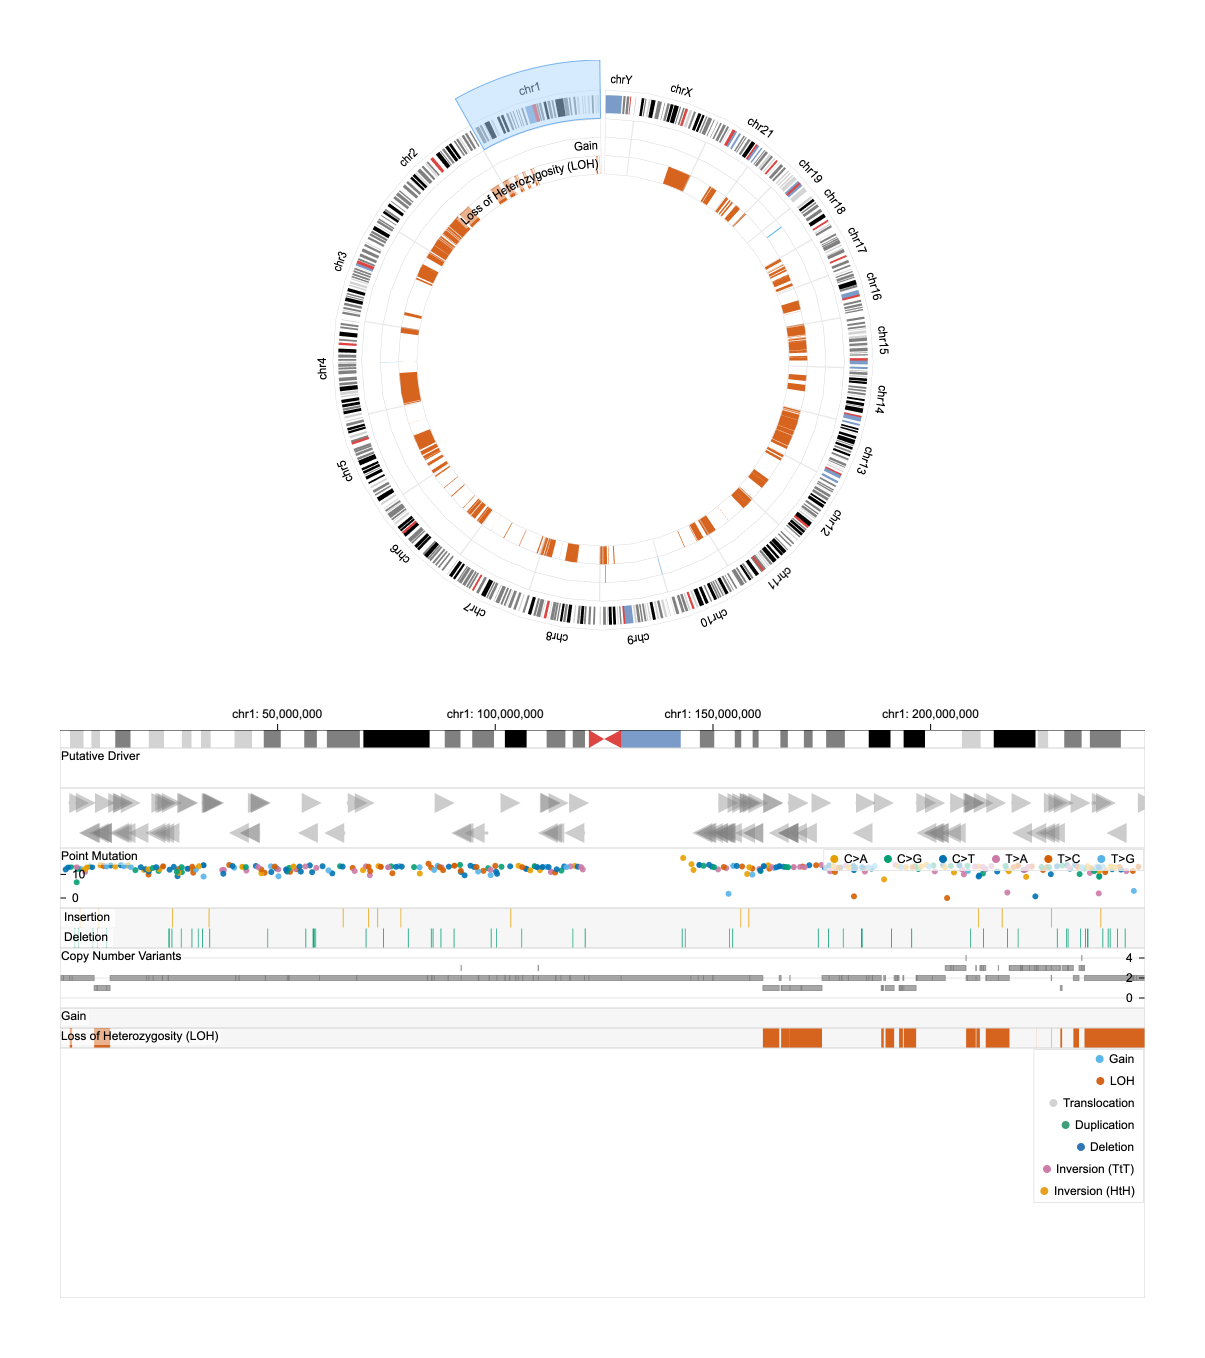 chrY
chrX
chr21
chr19
chr18
chr17
chr16
chr15
chr14
chr13
chr12
chr11
chr10
chr9
chr8
chr7
chr6
chr5
chr4
chr3
chr2
chr1
Gain
Loss of Heterozygosity (LOH)
chr1: 50,000,000
chr1: 100,000,000
chr1: 150,000,000
chr1: 200,000,000
Putative Driver
Point Mutation
C>A
C>G
C>T
T>A
T>C
T>G
10
0
Insertion
Deletion
Copy Number Variants
4
2
0
Gain
Loss of Heterozygosity (LOH)
Gain
LOH
Translocation
Duplication
Deletion
Inversion (TtT)
Inversion (HtH)